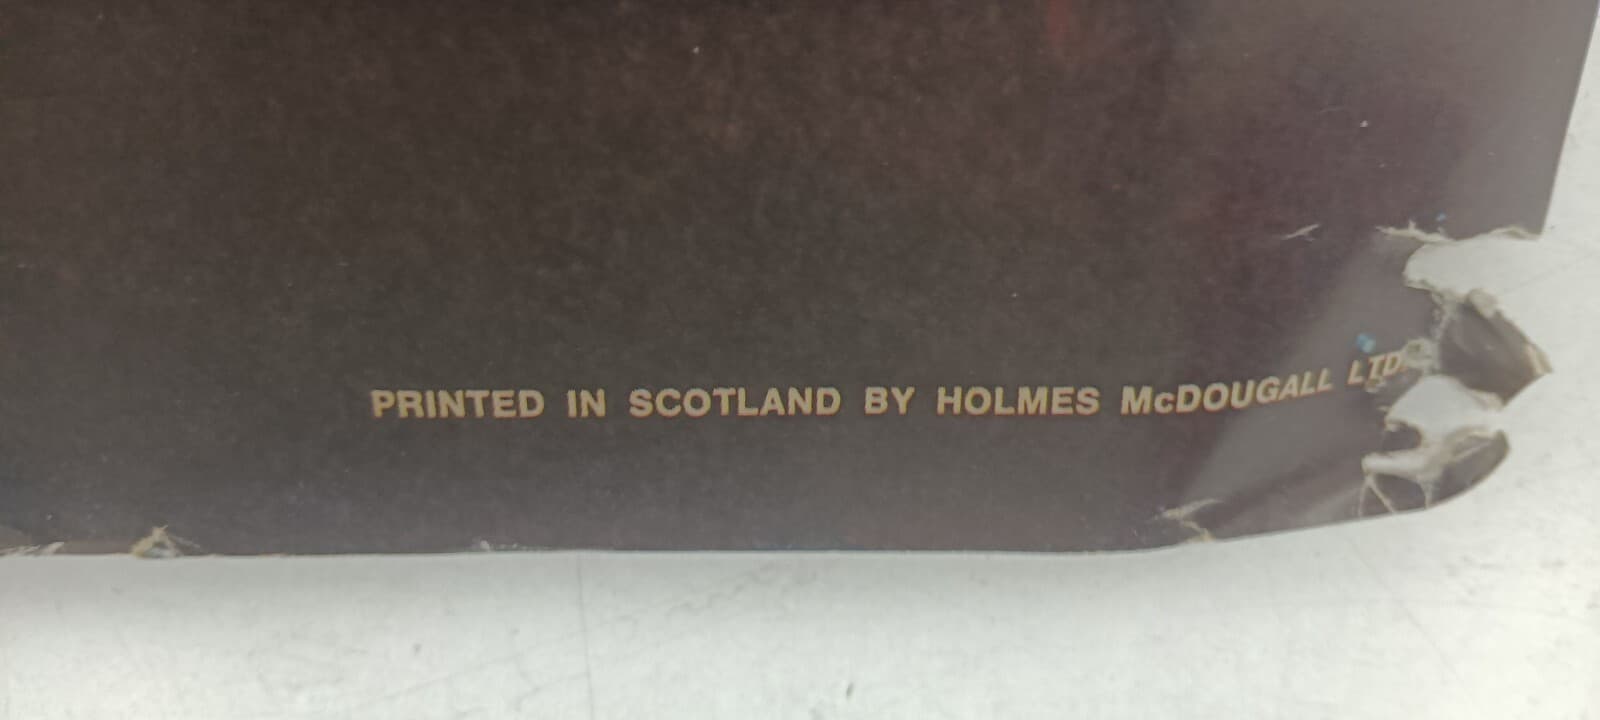 PRINTED IN SCOTLAND BY HOLMES McDOUGALL LTD.